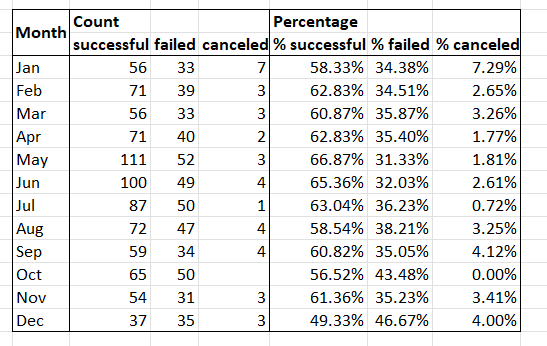 Month Count Percentage
successful failed canceled % successful % failed % canceled
Jan 56 33 7 58.33% 34.38% 7.29%
Feb 71 39 3 62.83% 34.51% 2.65%
Mar 56 33 3 60.87% 35.87% 3.26%
Apr 71 40 2 62.83% 35.40% 1.77%
May 111 52 3 66.87% 31.33% 1.81%
Jun 100 49 4 65.36% 32.03% 2.61%
Jul 87 50 1 63.04% 36.23% 0.72%
Aug 72 47 4 58.54% 38.21% 3.25%
Sep 59 34 4 60.82% 35.05% 4.12%
Oct 65 50 56.52% 43.48% 0.00%
Nov 54 31 3 61.36% 35.23% 3.41%
Dec 37 35 3 49.33% 46.67% 4.00%